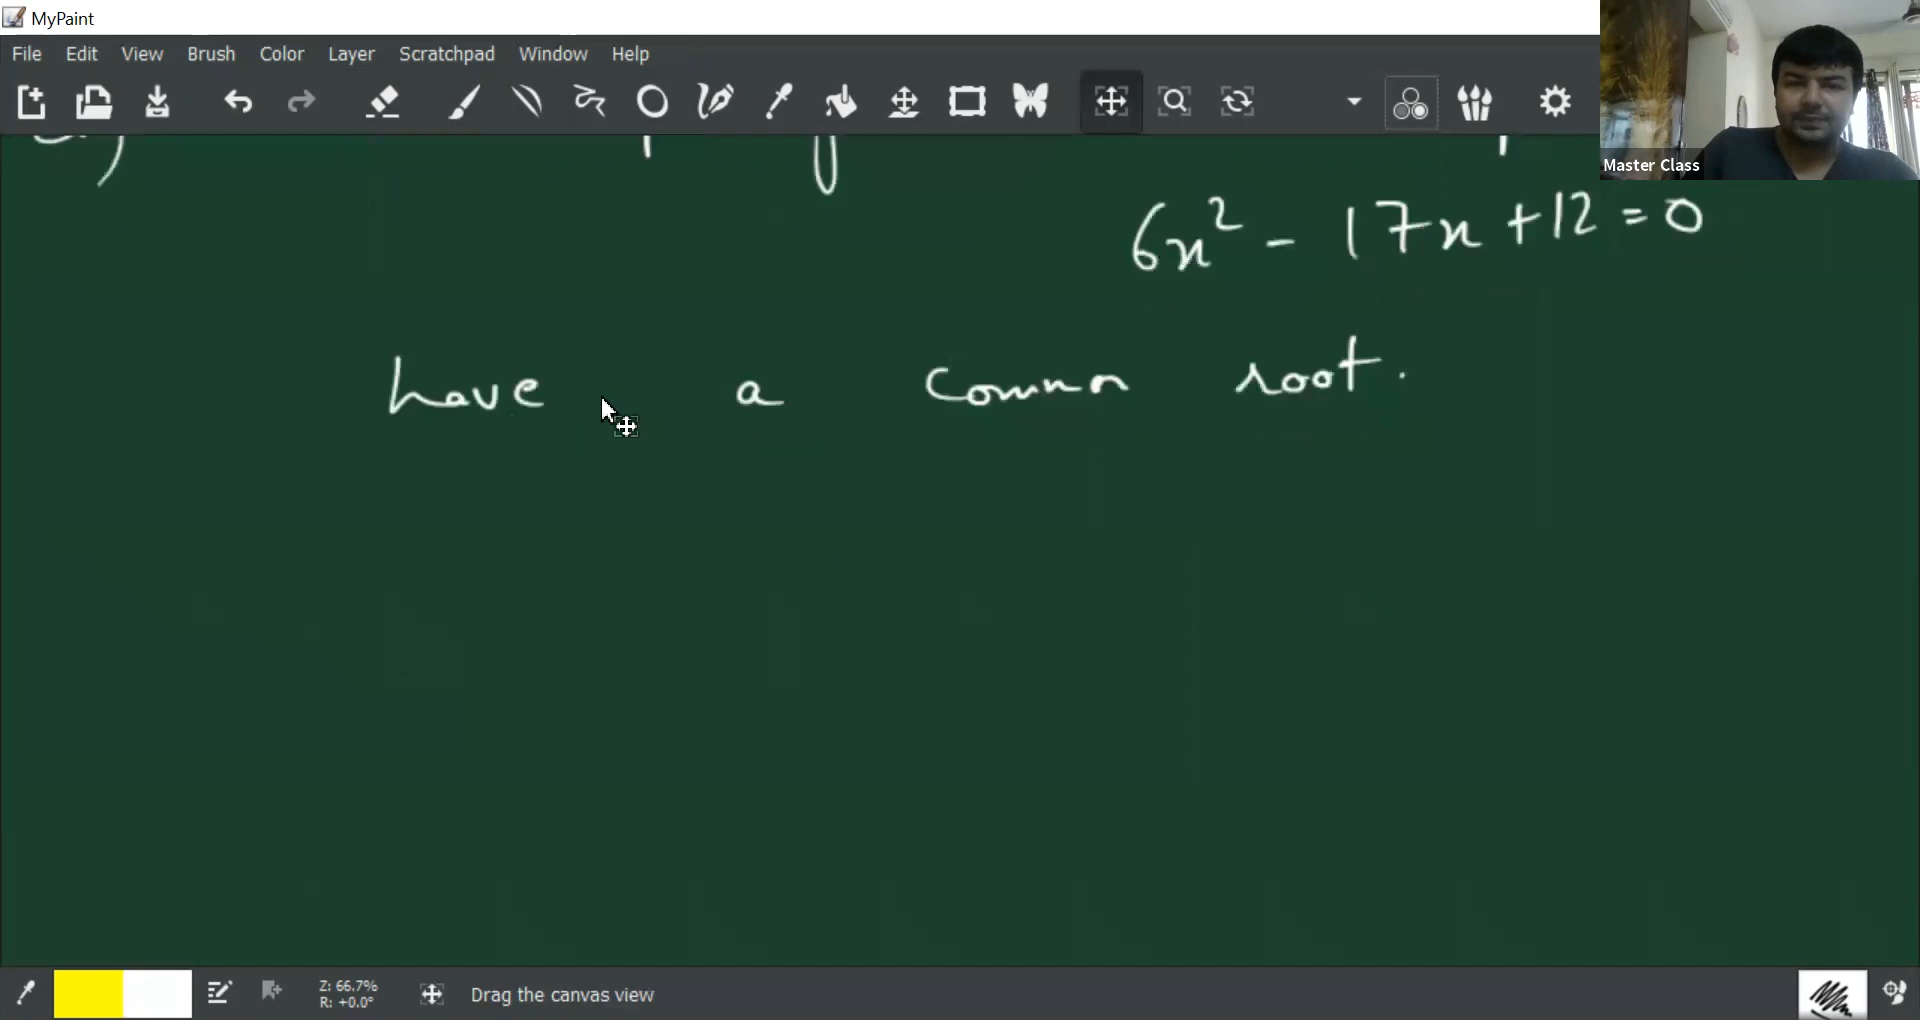 MyPaint
File Edit View Brush Color Layer Scratchpad Window Help
Master Class
6x² - 17x + 12 = 0
have a common root.
Z: 66.7%
R: +0.0°
Drag the canvas view